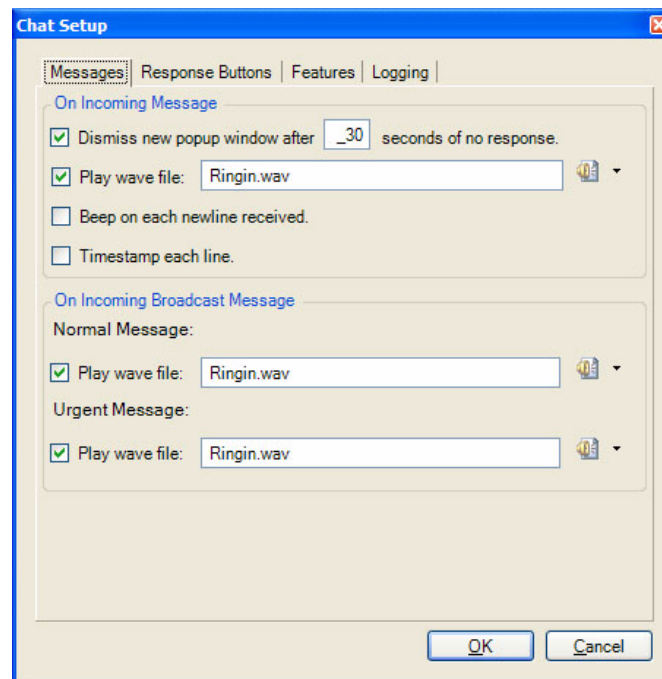 Chat Setup
Messages Response Buttons Features Logging
On Incoming Message
Dismiss new popup window after _30 seconds of no response.
Play wave file: Ringin.wav
Beep on each newline received.
Timestamp each line.
On Incoming Broadcast Message
Normal Message:
Play wave file: Ringin.wav
Urgent Message:
Play wave file: Ringin.wav
OK Cancel